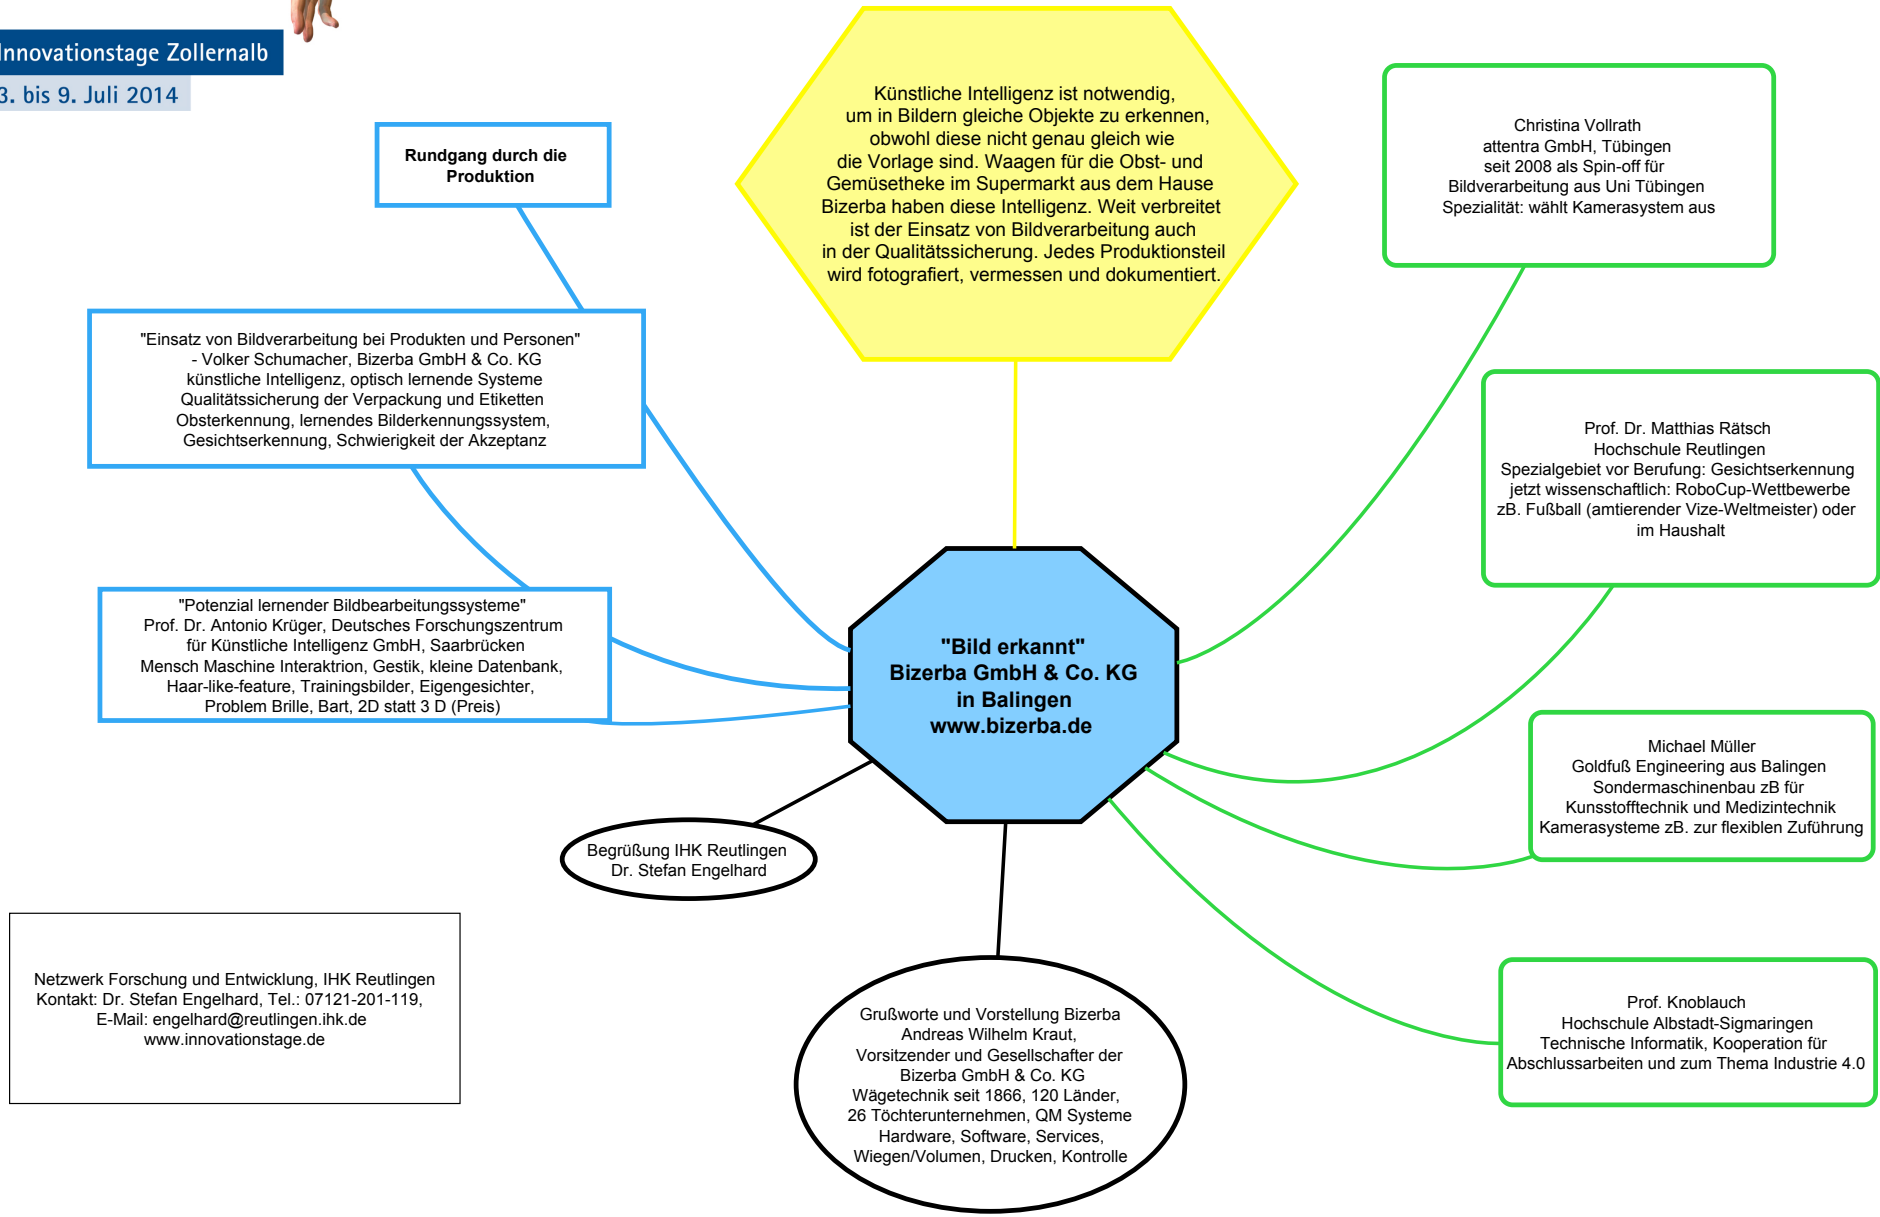 Innovationstage Zollernalb
3. bis 9. Juli 2014
Rundgang durch die
Produktion
Künstliche Intelligenz ist notwendig,
um in Bildern gleiche Objekte zu erkennen,
obwohl diese nicht genau gleich wie
die Vorlage sind. Waagen für die Obst- und
Gemüsetheke im Supermarkt aus dem Hause
Bizerba haben diese Intelligenz. Weit verbreitet
ist der Einsatz von Bildverarbeitung auch
in der Qualitätssicherung. Jedes Produktionsteil
wird fotografiert, vermessen und dokumentiert.
Christina Vollrath
attentra GmbH, Tübingen
seit 2008 als Spin-off für
Bildverarbeitung aus Uni Tübingen
Spezialität: wählt Kamerasystem aus
"Einsatz von Bildverarbeitung bei Produkten und Personen"
- Volker Schumacher, Bizerba GmbH & Co. KG
künstliche Intelligenz, optisch lernende Systeme
Qualitätssicherung der Verpackung und Etiketten
Obsterkennung, lernendes Bilderkennungssystem,
Gesichtserkennung, Schwierigkeit der Akzeptanz
Prof. Dr. Matthias Rätsch
Hochschule Reutlingen
Spezialgebiet vor Berufung: Gesichtserkennung
jetzt wissenschaftlich: RoboCup-Wettbewerbe
zB. Fußball (amtierender Vize-Weltmeister) oder
im Haushalt
"Potenzial lernender Bildbearbeitungssysteme"
Prof. Dr. Antonio Krüger, Deutsches Forschungszentrum
für Künstliche Intelligenz GmbH, Saarbrücken
Mensch Maschine Interaktrion, Gestik, kleine Datenbank,
Haar-like-feature, Trainingsbilder, Eigengesichter,
Problem Brille, Bart, 2D statt 3 D (Preis)
"Bild erkannt"
Bizerba GmbH & Co. KG
in Balingen
www.bizerba.de
Michael Müller
Goldfuß Engineering aus Balingen
Sondermaschinenbau zB für
Kunsstofftechnik und Medizintechnik
Kamerasysteme zB. zur flexiblen Zuführung
Begrüßung IHK Reutlingen
Dr. Stefan Engelhard
Netzwerk Forschung und Entwicklung, IHK Reutlingen
Kontakt: Dr. Stefan Engelhard, Tel.: 07121-201-119,
E-Mail: engelhard@reutlingen.ihk.de
www.innovationstage.de
Grußworte und Vorstellung Bizerba
Andreas Wilhelm Kraut,
Vorsitzender und Gesellschafter der
Bizerba GmbH & Co. KG
Wägetechnik seit 1866, 120 Länder,
26 Töchterunternehmen, QM Systeme
Hardware, Software, Services,
Wiegen/Volumen, Drucken, Kontrolle
Prof. Knoblauch
Hochschule Albstadt-Sigmaringen
Technische Informatik, Kooperation für
Abschlussarbeiten und zum Thema Industrie 4.0